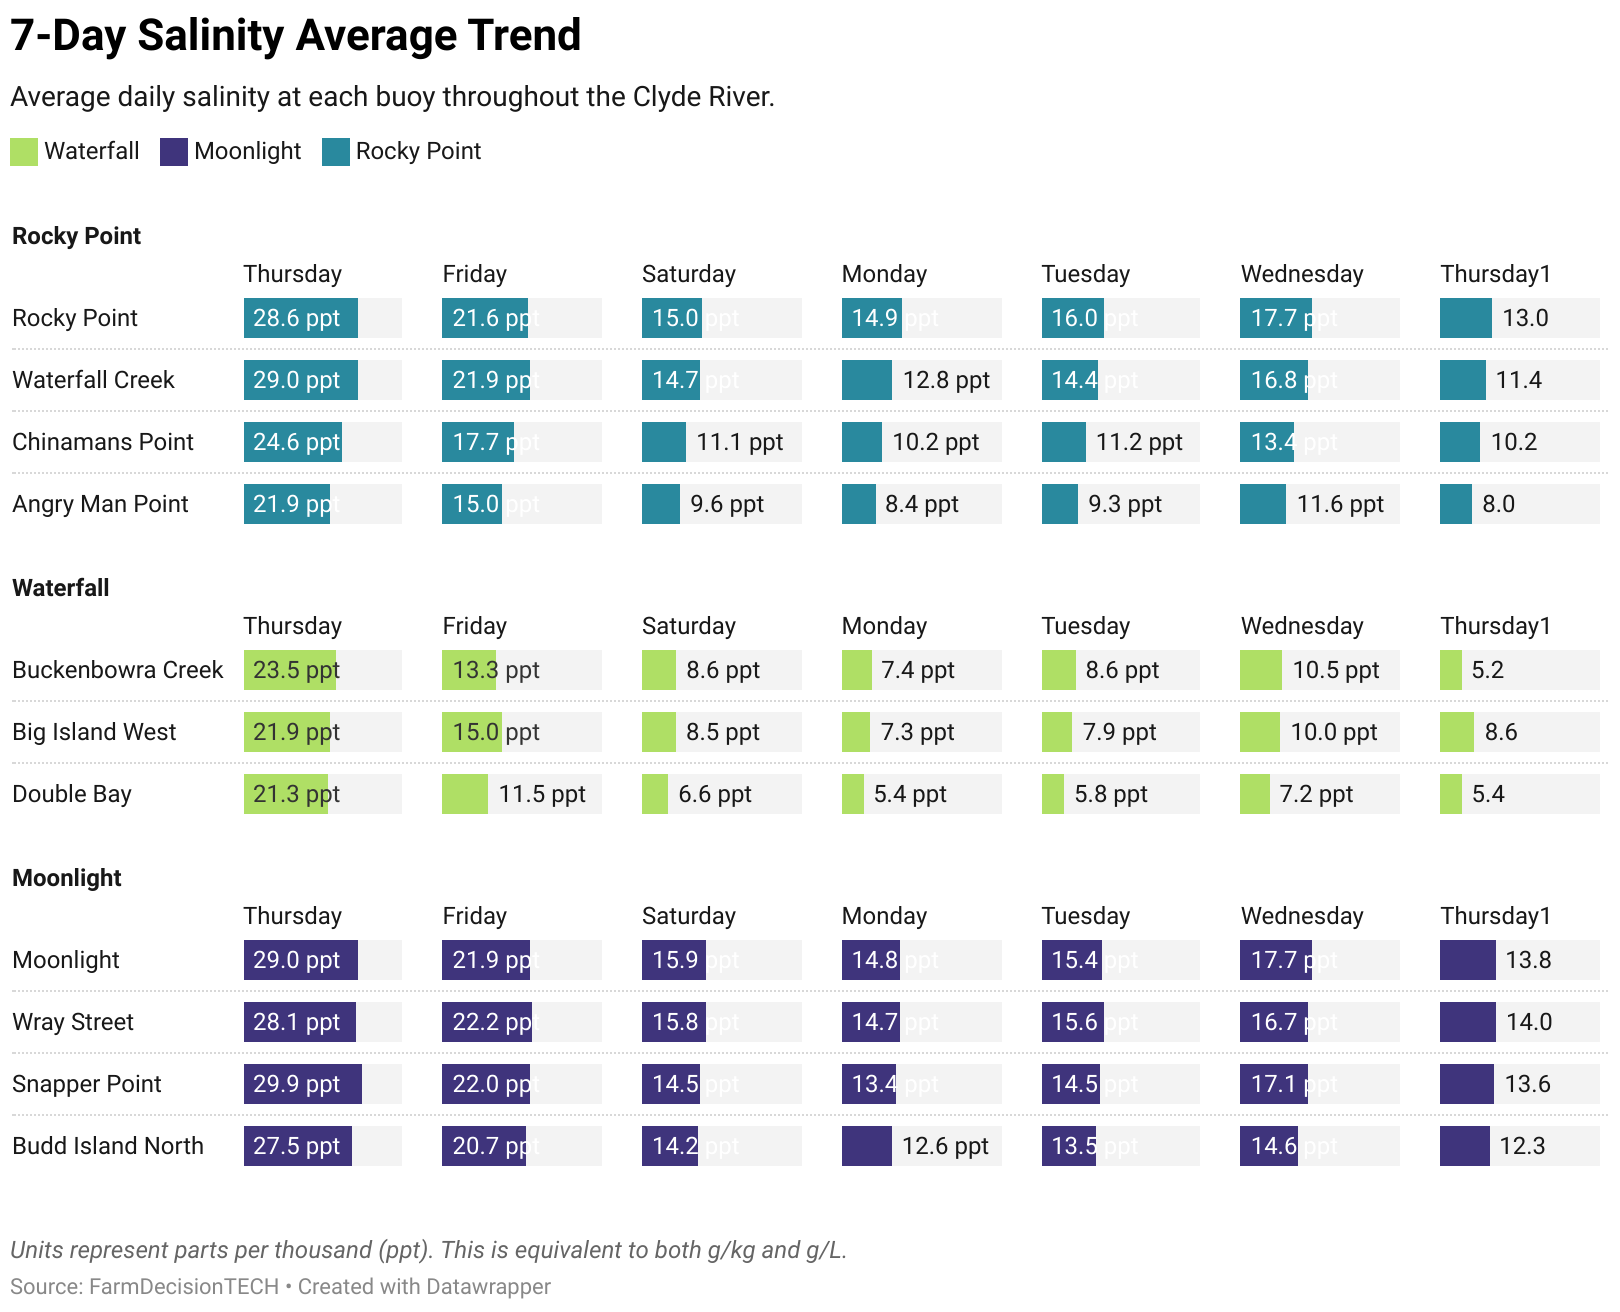 7-Day Salinity Average Trend
Average daily salinity at each buoy throughout the Clyde River.
Waterfall Moonlight Rocky Point
Rocky Point
Thursday Friday Saturday Monday Tuesday Wednesday Thursday1
Rocky Point 28.6 ppt 21.6 ppt 15.0 ppt 14.9 ppt 16.0 ppt 17.7 ppt 13.0
Waterfall Creek 29.0 ppt 21.9 ppt 14.7 ppt 12.8 ppt 14.4 ppt 16.8 ppt 11.4
Chinamans Point 24.6 ppt 17.7 ppt 11.1 ppt 10.2 ppt 11.2 ppt 13.4 ppt 10.2
Angry Man Point 21.9 ppt 15.0 ppt 9.6 ppt 8.4 ppt 9.3 ppt 11.6 ppt 8.0
Waterfall
Thursday Friday Saturday Monday Tuesday Wednesday Thursday1
Buckenbowra Creek 23.5 ppt 13.3 ppt 8.6 ppt 7.4 ppt 8.6 ppt 10.5 ppt 5.2
Big Island West 21.9 ppt 15.0 ppt 8.5 ppt 7.3 ppt 7.9 ppt 10.0 ppt 8.6
Double Bay 21.3 ppt 11.5 ppt 6.6 ppt 5.4 ppt 5.8 ppt 7.2 ppt 5.4
Moonlight
Thursday Friday Saturday Monday Tuesday Wednesday Thursday1
Moonlight 29.0 ppt 21.9 ppt 15.9 ppt 14.8 ppt 15.4 ppt 17.7 ppt 13.8
Wray Street 28.1 ppt 22.2 ppt 15.8 ppt 14.7 ppt 15.6 ppt 16.7 ppt 14.0
Snapper Point 29.9 ppt 22.0 ppt 14.5 ppt 13.4 ppt 14.5 ppt 17.1 ppt 13.6
Budd Island North 27.5 ppt 20.7 ppt 14.2 ppt 12.6 ppt 13.5 ppt 14.6 ppt 12.3
Units represent parts per thousand (ppt). This is equivalent to both g/kg and g/L.
Source: FarmDecisionTECH • Created with Datawrapper